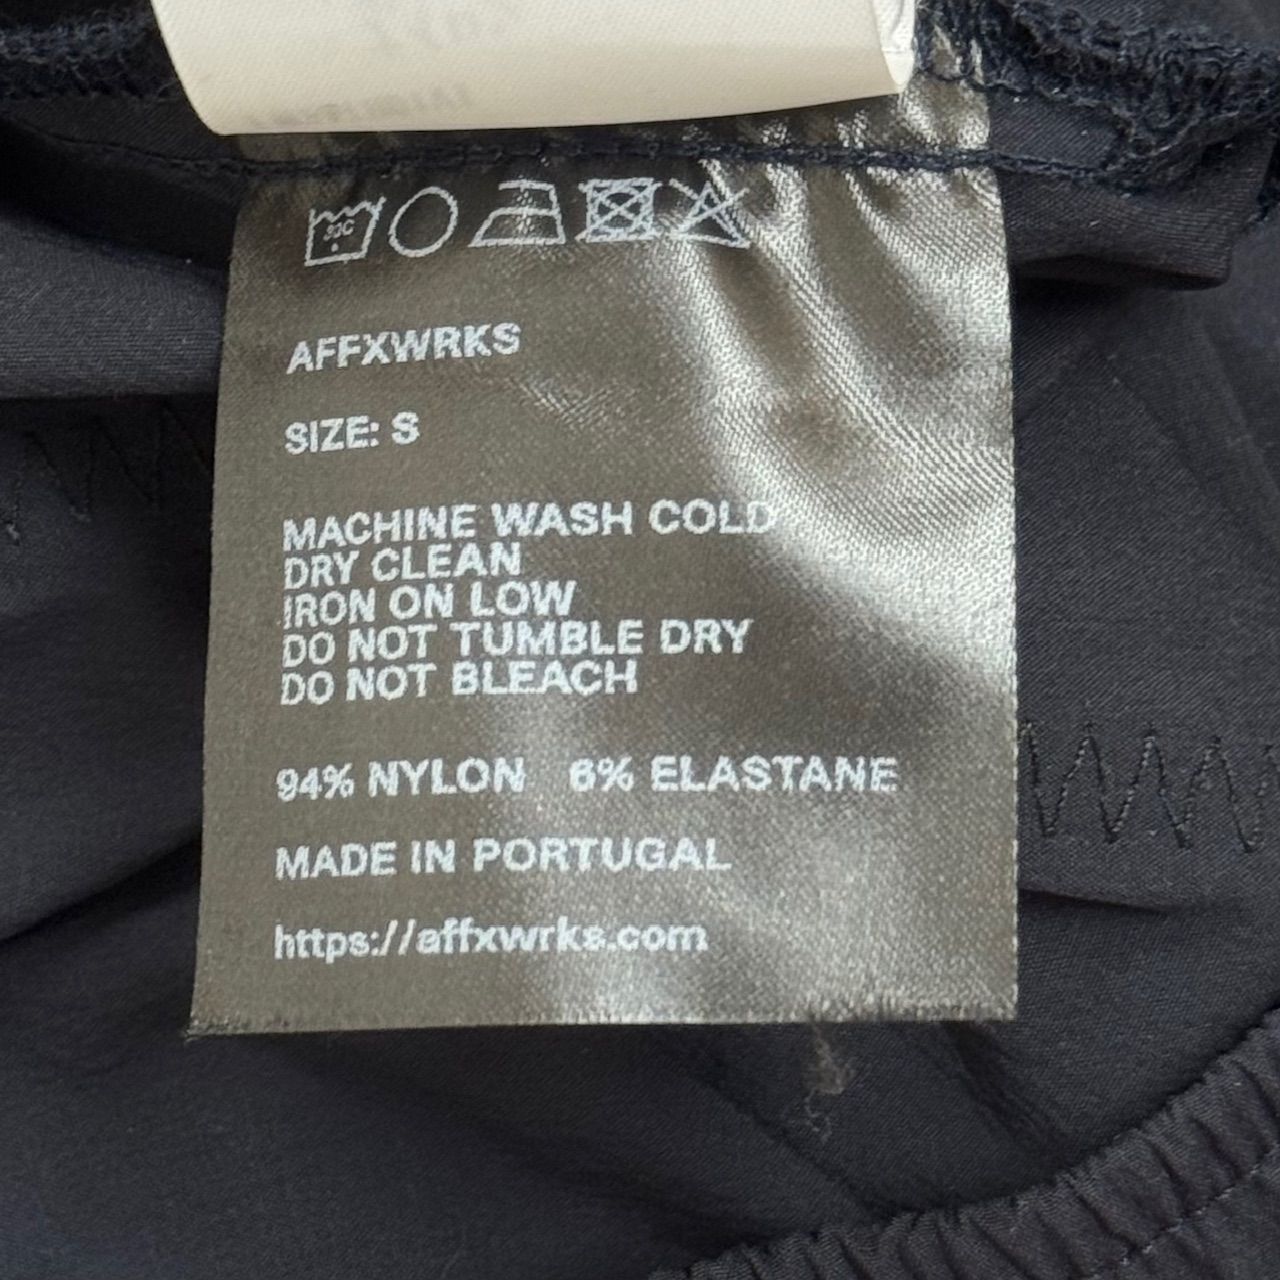 30C
AFFXWRKS
SIZE: S
MACHINE WASH COLD
DRY CLEAN
IRON ON LOW
DO NOT TUMBLE DRY
DO NOT BLEACH
94% NYLON 6% ELASTANE
MADE IN PORTUGAL
https://affxwrks.com